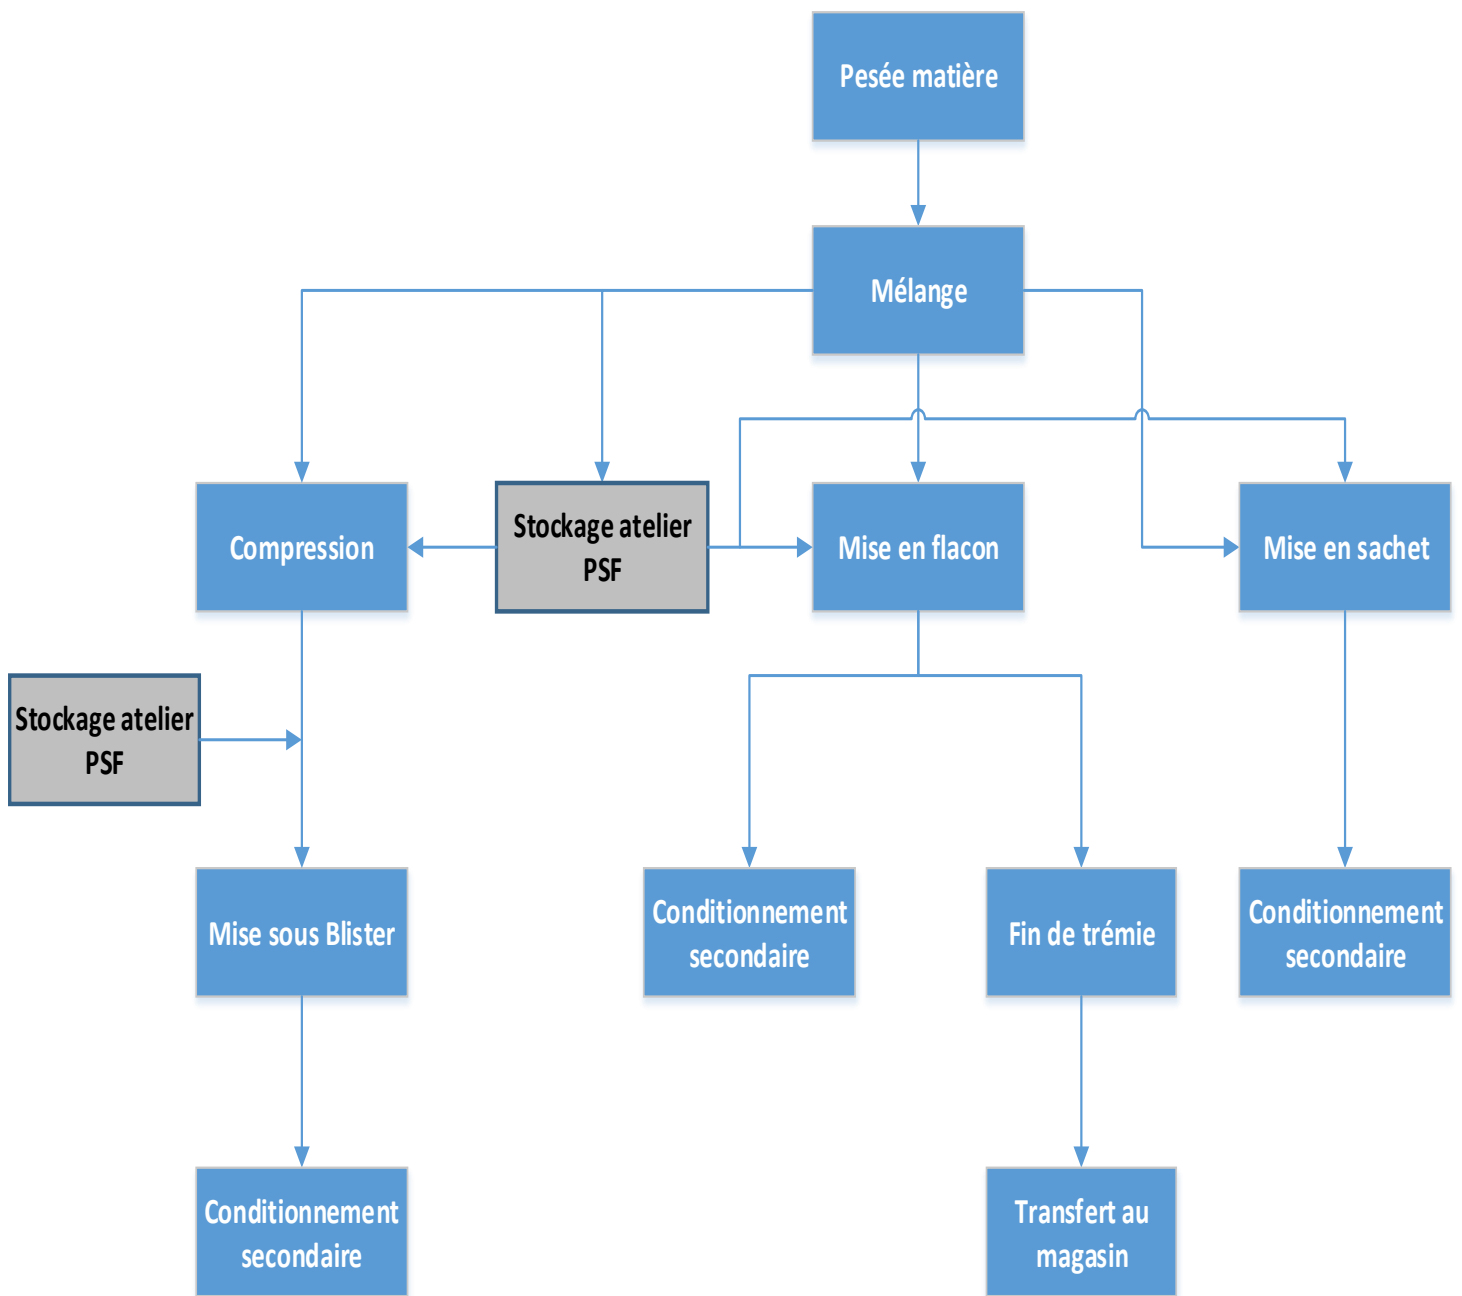 Pesée matière
Mélange
Compression
Stockage atelier
PSF
Mise en flacon
Mise en sachet
Stockage atelier
PSF
Mise sous Blister
Conditionnement
secondaire
Fin de trémie
Conditionnement
secondaire
Conditionnement
secondaire
Transfert au
magasin